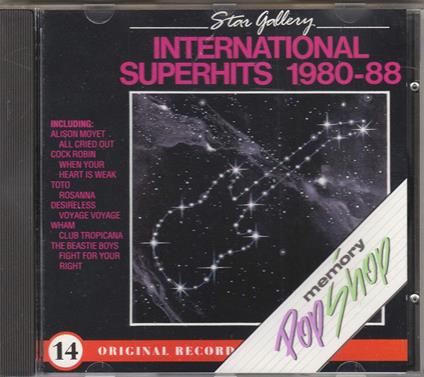 Star Gallery
INTERNATIONAL
SUPERHITS 1980-88
INCLUDING:
ALISON MOYET
ALL CRIED OUT
COCK ROBIN
WHEN YOUR
HEART IS WEAK
TOTO
ROSANNA
DESIRELESS
VOYAGE VOYAGE
WHAM
CLUB TROPICANA
THE BEASTIE BOYS
FIGHT FOR YOUR
RIGHT
memory
PopShop
14 ORIGINAL RECORD